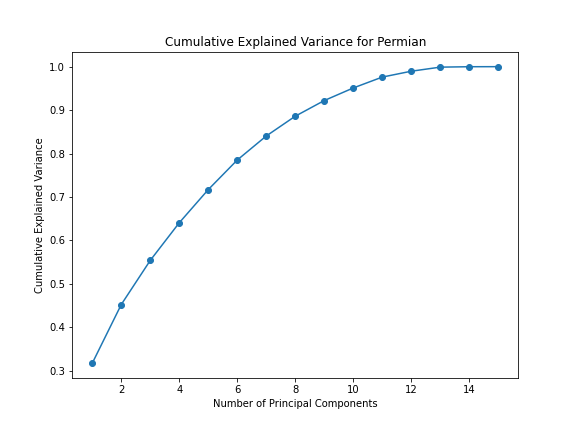 Cumulative Explained Variance for Permian
1.0
0.9
0.8
0.7
0.6
0.5
0.4
0.3
Cumulative Explained Variance
2 4 6 8 10 12 14
Number of Principal Components